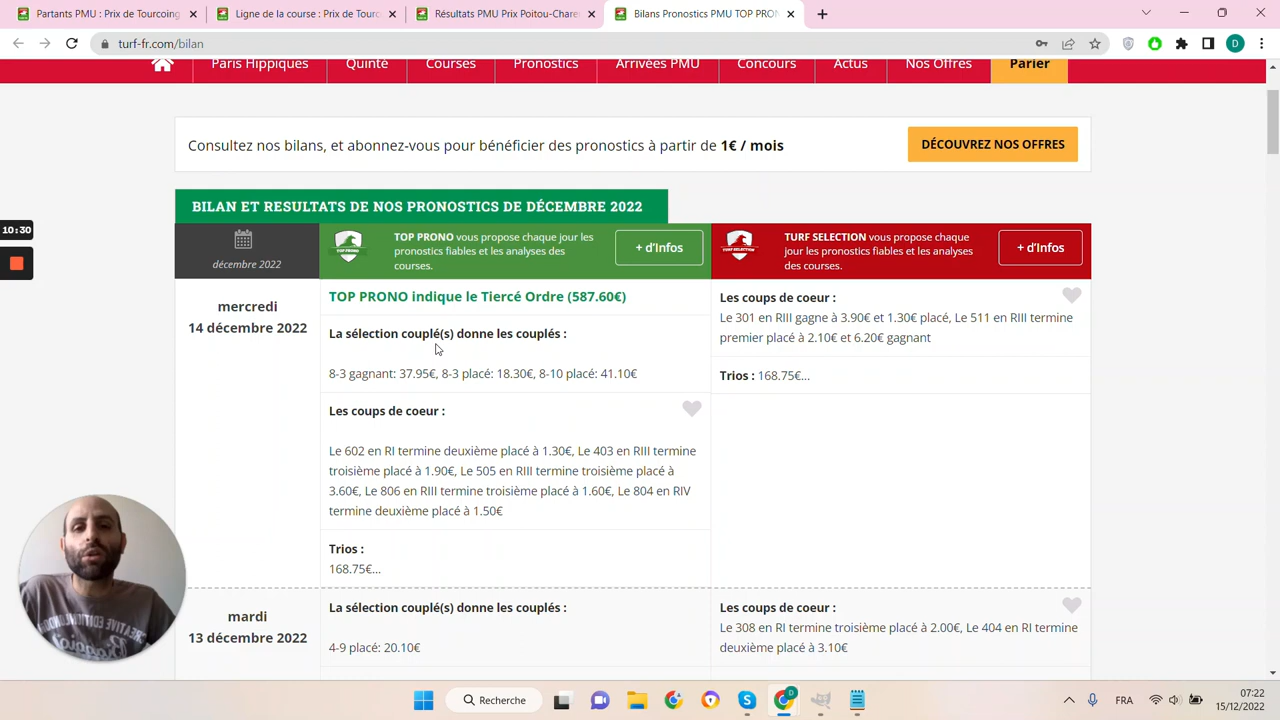 Partants PMU : Prix de Tourcoing
Ligne de la course : Prix de Turc
Résultats PMU Prix Poitou-Chare
Bilans Pronostics PMU TOP PRON
turf-fr.com/bilan
D
Paris Hippiques
Quinté
Courses
Pronostics
Arrivées PMU
Concours
Actus
Nos Offres
Parier
Consultez nos bilans, et abonnez-vous pour bénéficier des pronostics à partir de 1€ / mois
DÉCOUVREZ NOS OFFRES
BILAN ET RESULTATS DE NOS PRONOSTICS DE DÉCEMBRE 2022
décembre 2022
TOP PRONO
TOP PRONO vous propose chaque jour les
pronostics fiables et les analyses des
courses.
+ d'Infos
TURF SELECTION
TURF SELECTION vous propose chaque
jour les pronostics fiables et les analyses
des courses.
+ d'Infos
10:30
mercredi
14 décembre 2022
TOP PRONO indique le Tiercé Ordre (587.60€)
La sélection couplé(s) donne les couplés :
8-3 gagnant: 37.95€, 8-3 placé: 18.30€, 8-10 placé: 41.10€
Les coups de coeur :
Le 602 en RI termine deuxième placé à 1.30€, Le 403 en RIII termine
troisième placé à 1.90€, Le 505 en RIII termine troisième placé à
3.60€, Le 806 en RIII termine troisième placé à 1.60€, Le 804 en RIV
termine deuxième placé à 1.50€
Trios :
168.75€...
Les coups de coeur :
Le 301 en RIII gagne à 3.90€ et 1.30€ placé, Le 511 en RIII termine
premier placé à 2.10€ et 6.20€ gagnant
Trios : 168.75€...
mardi
13 décembre 2022
La sélection couplé(s) donne les couplés :
4-9 placé: 20.10€
Les coups de coeur :
Le 308 en RI termine troisième placé à 2.00€, Le 404 en RI termine
deuxième placé à 3.10€
Recherche
D
FRA
07:22
15/12/2022